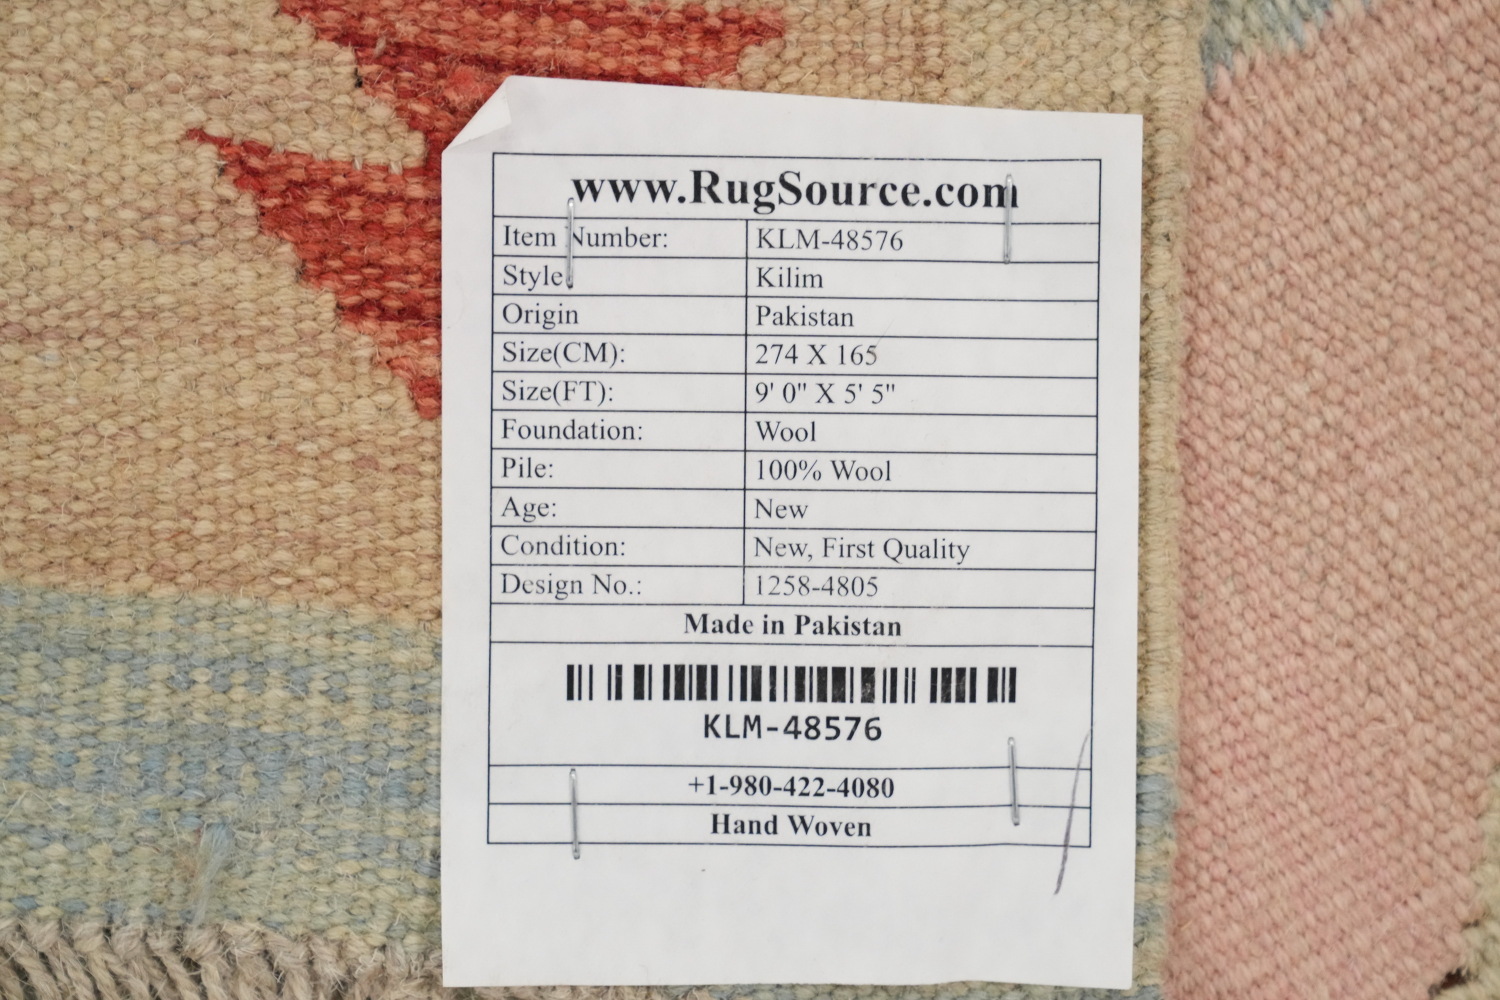 www.RugSource.com
Item Number: KLM-48576
Style: Kilim
Origin Pakistan
Size(CM): 274 X 165
Size(FT): 9' 0" X 5' 5"
Foundation: Wool
Pile: 100% Wool
Age: New
Condition: New, First Quality
Design No.: 1258-4805
Made in Pakistan
KLM-48576
+1-980-422-4080
Hand Woven